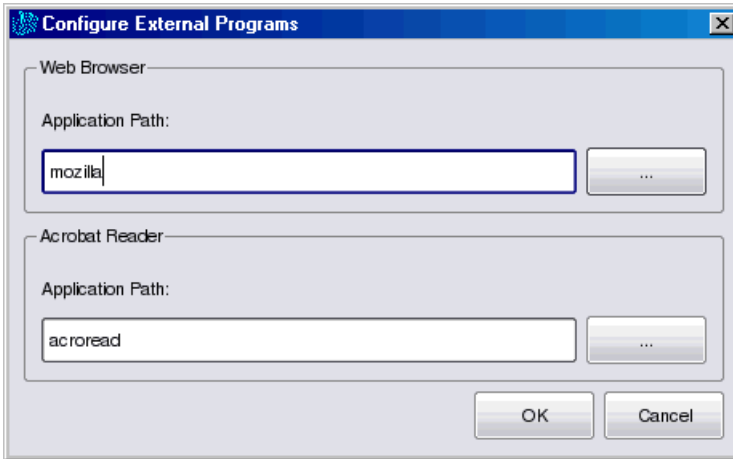 Configure External Programs
Web Browser
Application Path:
mozilla
...
Acrobat Reader
Application Path:
acroread
...
OK
Cancel